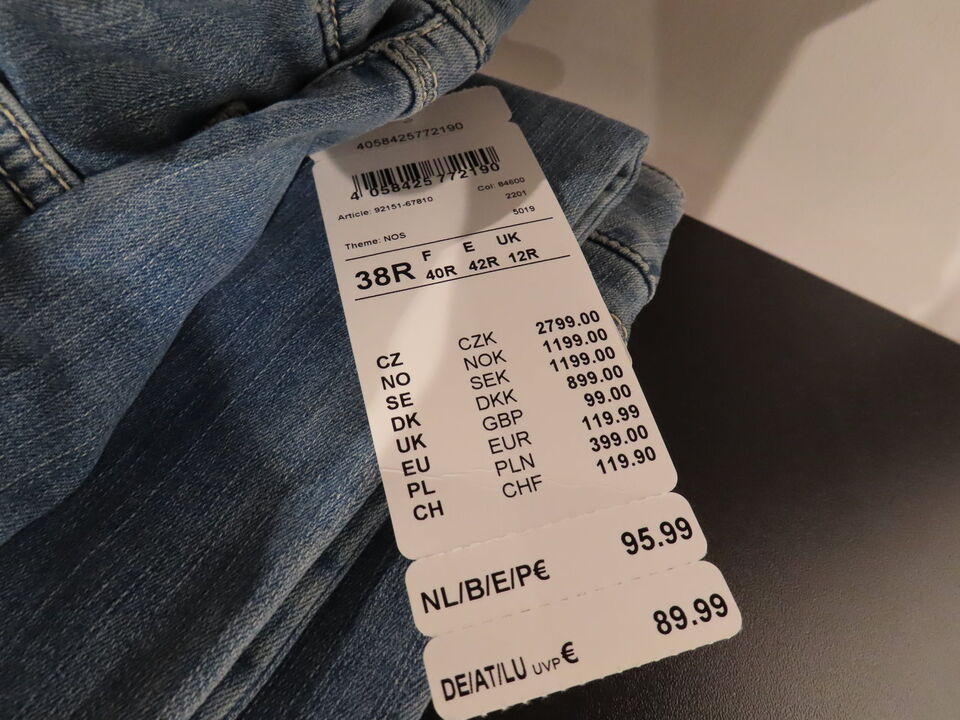 4058425772190
4 058425 772190
Article: 92151-67810 Col: 84600
2201
Theme: NOS 5019
F E UK
38R 40R 42R 12R
CZ CZK 2799.00
NO NOK 1199.00
SE SEK 1199.00
DK DKK 899.00
UK GBP 99.00
EU EUR 119.99
PL PLN 399.00
CH CHF 119.90
NL/B/E/P€ 95.99
DE/AT/LU UVP€ 89.99